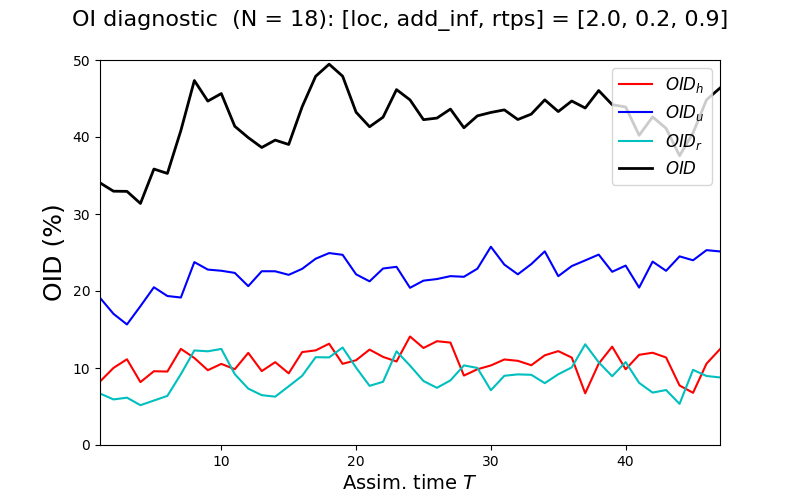 OI diagnostic (N = 18): [loc, add_inf, rtps] = [2.0, 0.2, 0.9]
50
40
30
20
10
0
OID (%)
OID_h
OID_u
OID_r
OID
10 20 30 40
Assim. time T